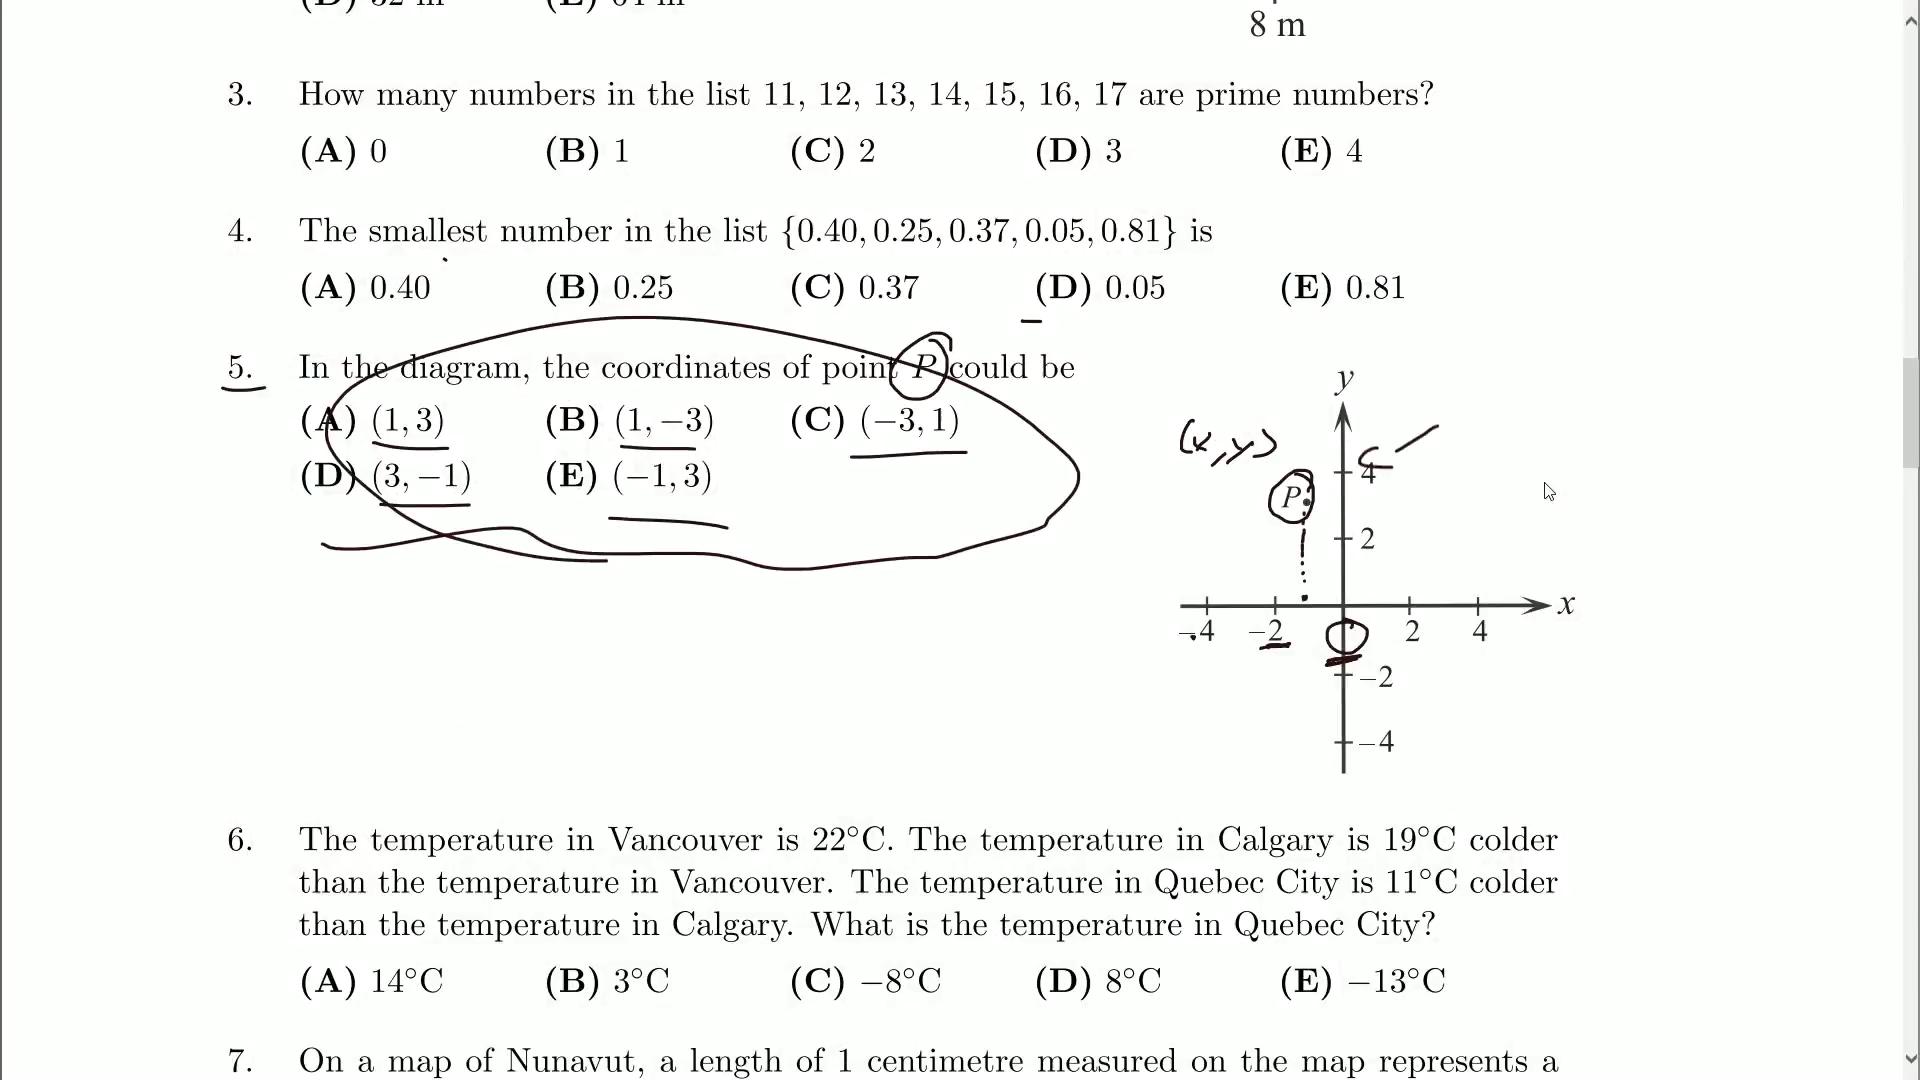 8 m
3. How many numbers in the list 11, 12, 13, 14, 15, 16, 17 are prime numbers?
(A) 0 (B) 1 (C) 2 (D) 3 (E) 4
4. The smallest number in the list {0.40, 0.25, 0.37, 0.05, 0.81} is
(A) 0.40 (B) 0.25 (C) 0.37 (D) 0.05 (E) 0.81
5. In the diagram, the coordinates of point P could be
(A) (1, 3) (B) (1, −3) (C) (−3, 1)
(D) (3, −1) (E) (−1, 3)
y
(x, y)
4
P
2
x
−4 −2 2 4
−2
−4
6. The temperature in Vancouver is 22°C. The temperature in Calgary is 19°C colder
than the temperature in Vancouver. The temperature in Quebec City is 11°C colder
than the temperature in Calgary. What is the temperature in Quebec City?
(A) 14°C (B) 3°C (C) −8°C (D) 8°C (E) −13°C
7. On a map of Nunavut, a length of 1 centimetre measured on the map represents a